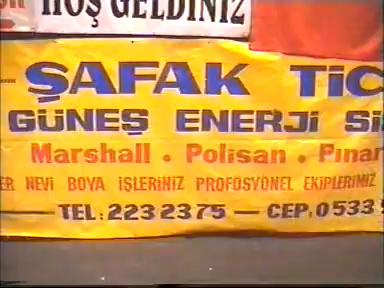 HOŞ GELDİNİZ
ŞAFAK TİC
GÜNEŞ ENERJİ Sİ
Marshall • Polisan • Pınar
ER NEVİ BOYA İŞLERİNİZ PROFOSYONEL EKİPLERİMİZ
TEL: 223 23 75 — CEP: 0533